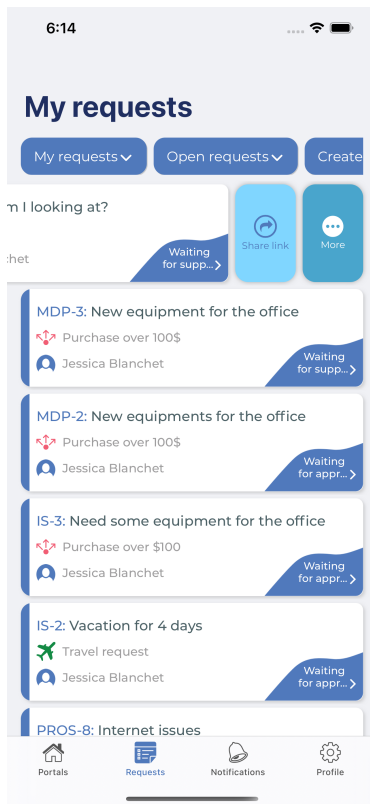 6:14
My requests
My requests
Open requests
Create
m I looking at?
chet
Waiting
for supp...
Share link
More
MDP-3: New equipment for the office
Purchase over 100$
Jessica Blanchet
Waiting
for supp...
MDP-2: New equipments for the office
Purchase over 100$
Jessica Blanchet
Waiting
for appr...
IS-3: Need some equipment for the office
Purchase over $100
Jessica Blanchet
Waiting
for appr...
IS-2: Vacation for 4 days
Travel request
Jessica Blanchet
Waiting
for appr...
PROS-8: Internet issues
Portals
Requests
Notifications
Profile